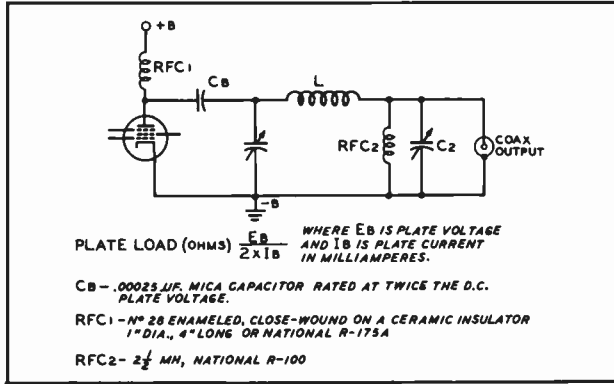 +B
RFC1
CB
L
RFC2
C2
COAX
OUTPUT
-B
PLATE LOAD (OHMS) EB / 2 x IB WHERE EB IS PLATE VOLTAGE
AND IB IS PLATE CURRENT
IN MILLIAMPERES.
CB - .00025 µF. MICA CAPACITOR RATED AT TWICE THE D.C.
PLATE VOLTAGE.
RFC1 - Nº 28 ENAMELED, CLOSE-WOUND ON A CERAMIC INSULATOR
1" DIA., 4" LONG OR NATIONAL R-175A
RFC2 - 2½ MH, NATIONAL R-100